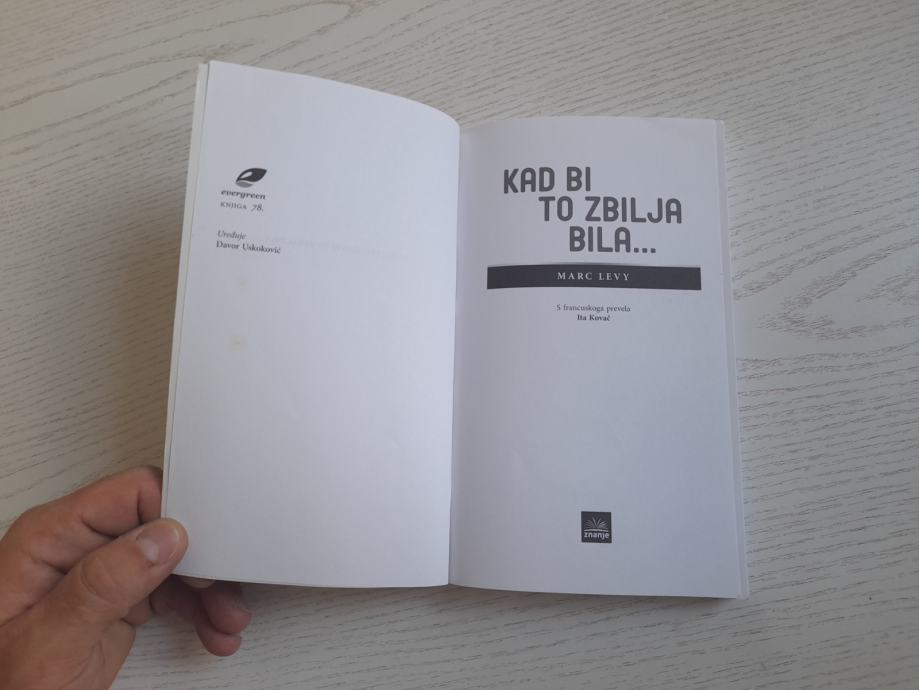 evergreen
KNJIGA 78.
Uređuje
Davor Uskoković
KAD BI
TO ZBILJA
BILA...
MARC LEVY
S francuskoga prevela
Ita Kovač
znanje